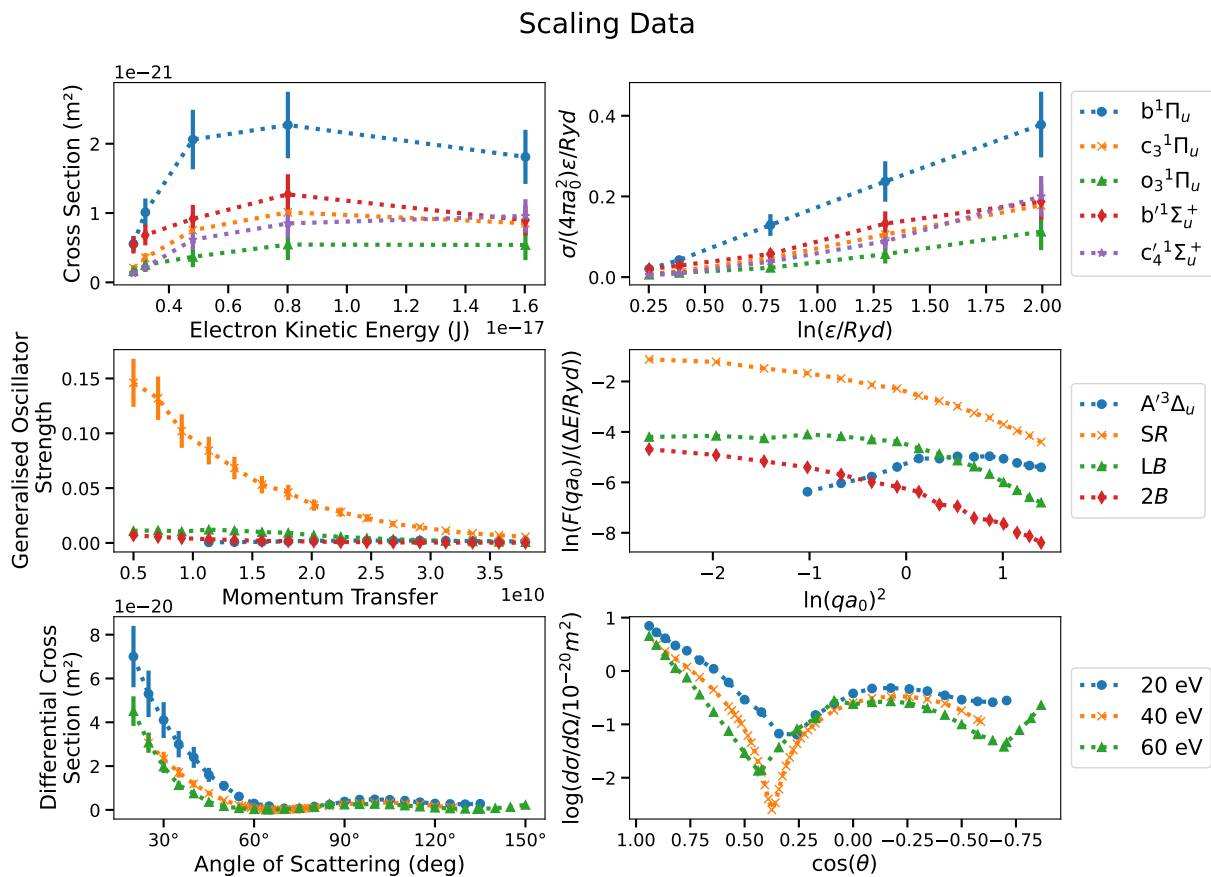 Scaling Data
1e−21
Cross Section (m²)
2
1
0
0.4 0.6 0.8 1.0 1.2 1.4 1.6
Electron Kinetic Energy (J) 1e−17
σ/(4πa₀²)ε/Ryd
0.4
0.2
0.0
0.25 0.50 0.75 1.00 1.25 1.50 1.75 2.00
ln(ε/Ryd)
b¹Πᵤ
c₃¹Πᵤ
o₃¹Πᵤ
b′¹Σᵤ⁺
c₄′¹Σᵤ⁺
Generalised Oscillator
Strength
0.15
0.10
0.05
0.00
0.5 1.0 1.5 2.0 2.5 3.0 3.5
Momentum Transfer 1e10
ln(F(qa₀)/(ΔE/Ryd))
−2
−4
−6
−8
−2 −1 0 1
ln(qa₀)²
A′³Δᵤ
SR
LB
2B
1e−20
Differential Cross
Section (m²)
8
6
4
2
0
30° 60° 90° 120° 150°
Angle of Scattering (deg)
log(dσ/dΩ/10⁻²⁰m²)
1
0
−1
−2
1.00 0.75 0.50 0.25 0.00 −0.25 −0.50 −0.75
cos(θ)
20 eV
40 eV
60 eV